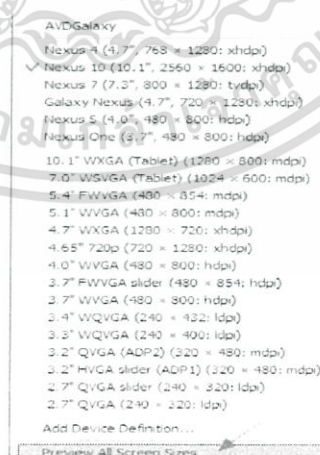 AVDGalaxy
Nexus 4 (4.7", 768 × 1280: xhdpi)
✓ Nexus 10 (10.1", 2560 × 1600: xhdpi)
Nexus 7 (7.3", 800 × 1280: tvdpi)
Galaxy Nexus (4.7", 720 × 1280: xhdpi)
Nexus S (4.0", 480 × 800: hdpi)
Nexus One (3.7", 480 × 800: hdpi)
10.1" WXGA (Tablet) (1280 × 800: mdpi)
7.0" WSVGA (Tablet) (1024 × 600: mdpi)
5.4" FWVGA (480 × 854: mdpi)
5.1" WVGA (480 × 800: mdpi)
4.7" WXGA (1280 × 720: xhdpi)
4.65" 720p (720 × 1280: xhdpi)
4.0" WVGA (480 × 800: hdpi)
3.7" FWVGA slider (480 × 854: hdpi)
3.7" WVGA (480 × 800: hdpi)
3.4" WQVGA (240 × 432: ldpi)
3.3" WQVGA (240 × 400: ldpi)
3.2" QVGA (ADP2) (320 × 480: mdpi)
3.2" HVGA slider (ADP1) (320 × 480: mdpi)
2.7" QVGA slider (240 × 320: ldpi)
2.7" QVGA (240 × 320: ldpi)
Add Device Definition...
Preview All Screen Sizes